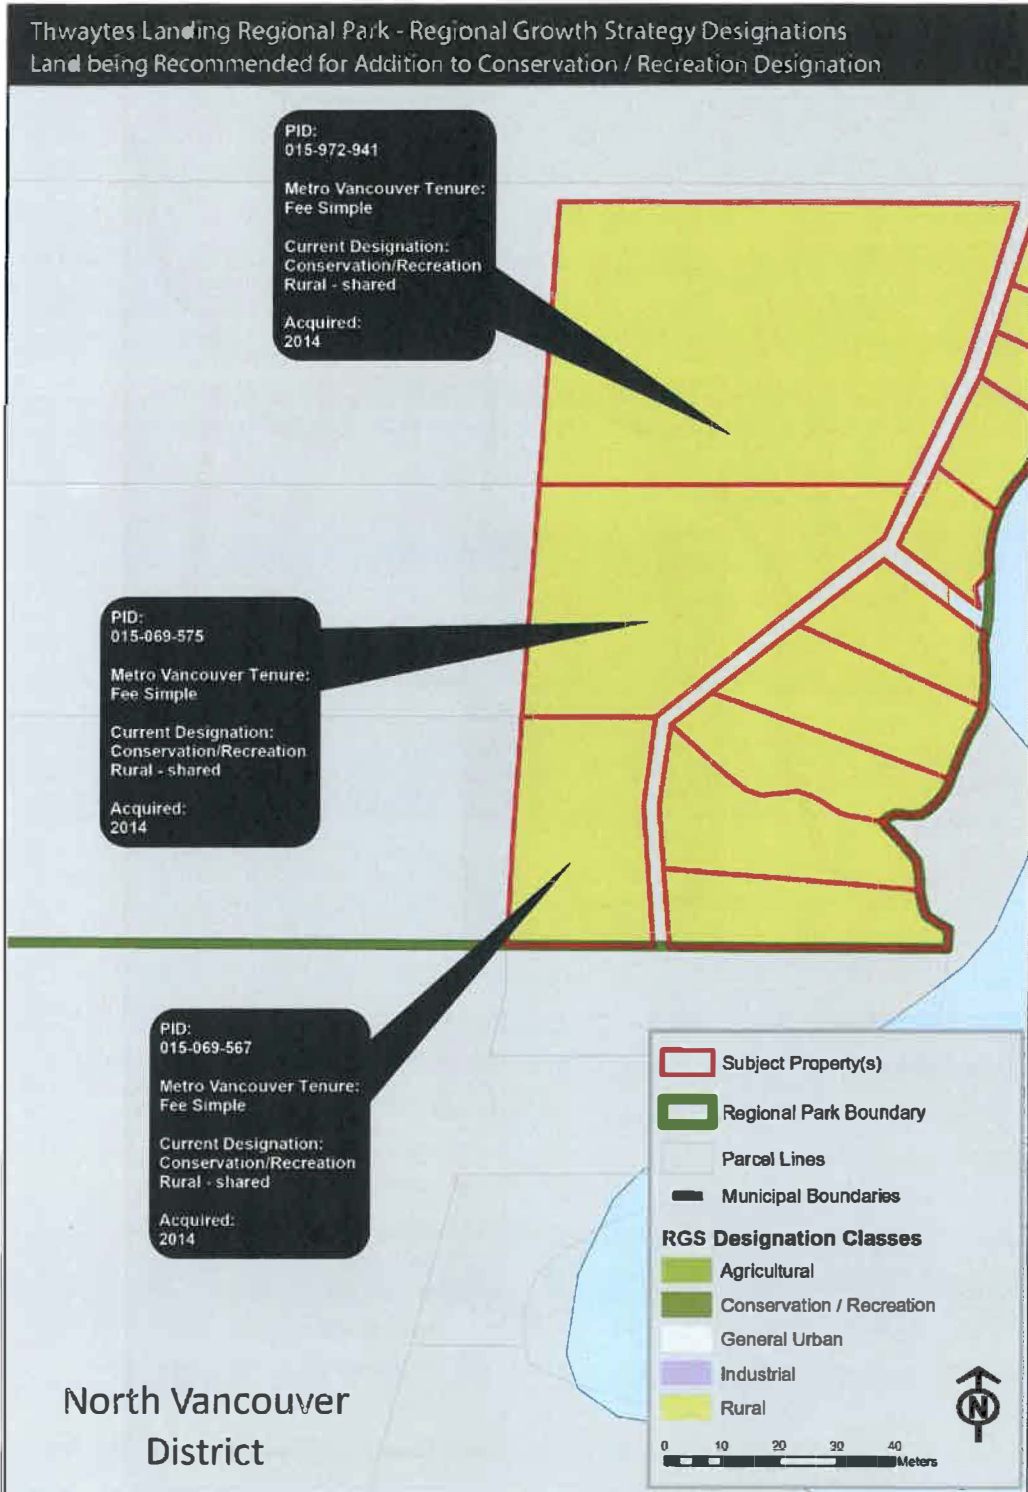 Thwaytes Landing Regional Park - Regional Growth Strategy Designations
Land being Recommended for Addition to Conservation / Recreation Designation
PID:
015-972-941
Metro Vancouver Tenure:
Fee Simple
Current Designation:
Conservation/Recreation
Rural - shared
Acquired:
2014
PID:
015-069-575
Metro Vancouver Tenure:
Fee Simple
Current Designation:
Conservation/Recreation
Rural - shared
Acquired:
2014
PID:
015-069-567
Metro Vancouver Tenure:
Fee Simple
Current Designation:
Conservation/Recreation
Rural - shared
Acquired:
2014
North Vancouver
District
Subject Property(s)
Regional Park Boundary
Parcel Lines
Municipal Boundaries
RGS Designation Classes
Agricultural
Conservation / Recreation
General Urban
Industrial
Rural
N
0 10 20 30 40
Meters